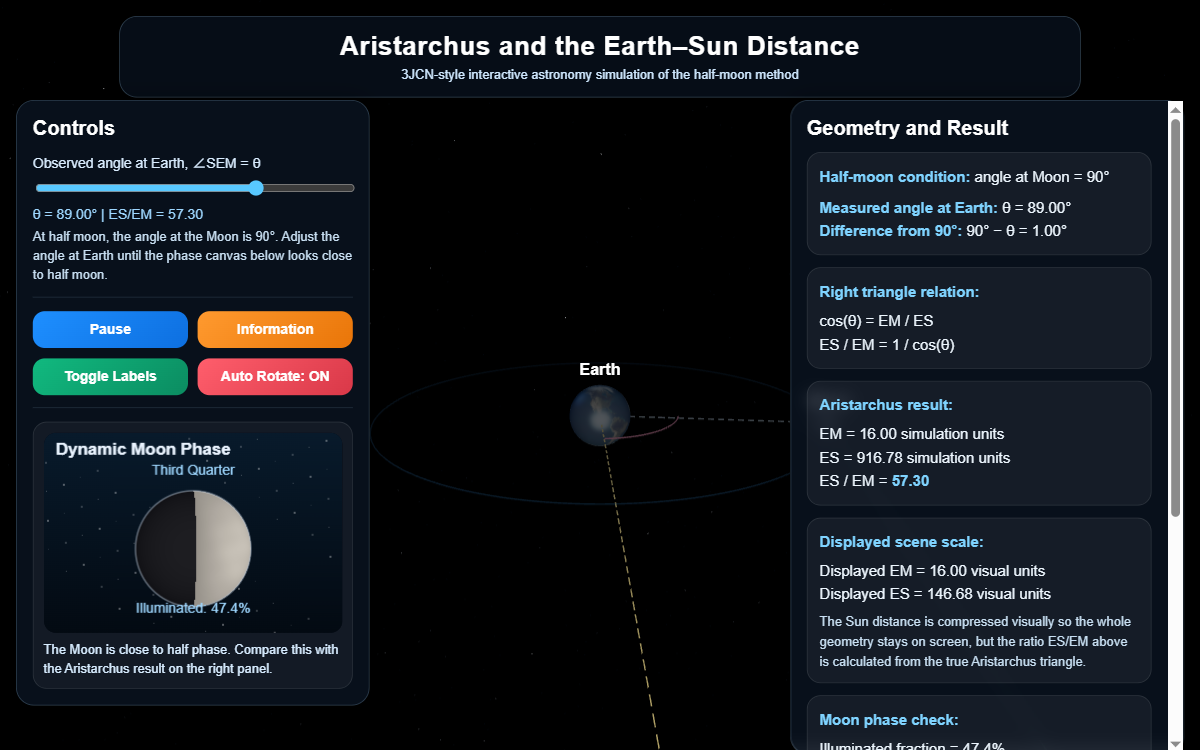 Aristarchus and the Earth–Sun Distance
3JCN-style interactive astronomy simulation of the half-moon method
Controls
Observed angle at Earth, ∠SEM = θ
θ = 89.00° | ES/EM = 57.30
At half moon, the angle at the Moon is 90°. Adjust the
angle at Earth until the phase canvas below looks close
to half moon.
Pause
Information
Toggle Labels
Auto Rotate: ON
Dynamic Moon Phase
Third Quarter
Illuminated: 47.4%
The Moon is close to half phase. Compare this with
the Aristarchus result on the right panel.
Earth
Geometry and Result
Half-moon condition: angle at Moon = 90°
Measured angle at Earth: θ = 89.00°
Difference from 90°: 90° − θ = 1.00°
Right triangle relation:
cos(θ) = EM / ES
ES / EM = 1 / cos(θ)
Aristarchus result:
EM = 16.00 simulation units
ES = 916.78 simulation units
ES / EM = 57.30
Displayed scene scale:
Displayed EM = 16.00 visual units
Displayed ES = 146.68 visual units
The Sun distance is compressed visually so the whole
geometry stays on screen, but the ratio ES/EM above
is calculated from the true Aristarchus triangle.
Moon phase check:
Illuminated fraction = 47.4%